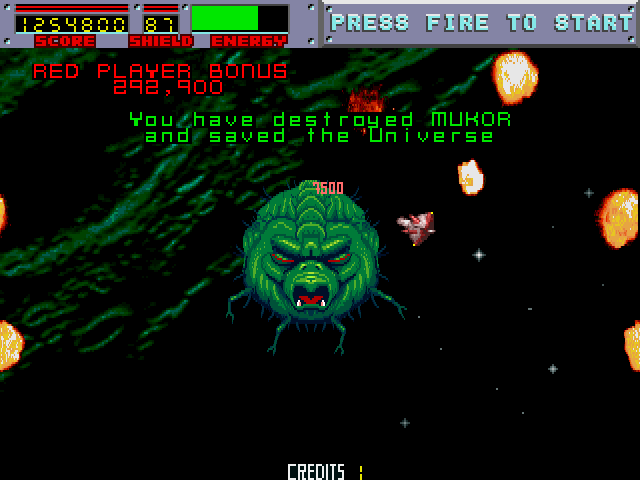 1254800 87
SCORE SHIELD ENERGY
PRESS FIRE TO START
RED PLAYER BONUS
292,900
You have destroyed MUKOR
and saved the Universe
7500
CREDITS 1